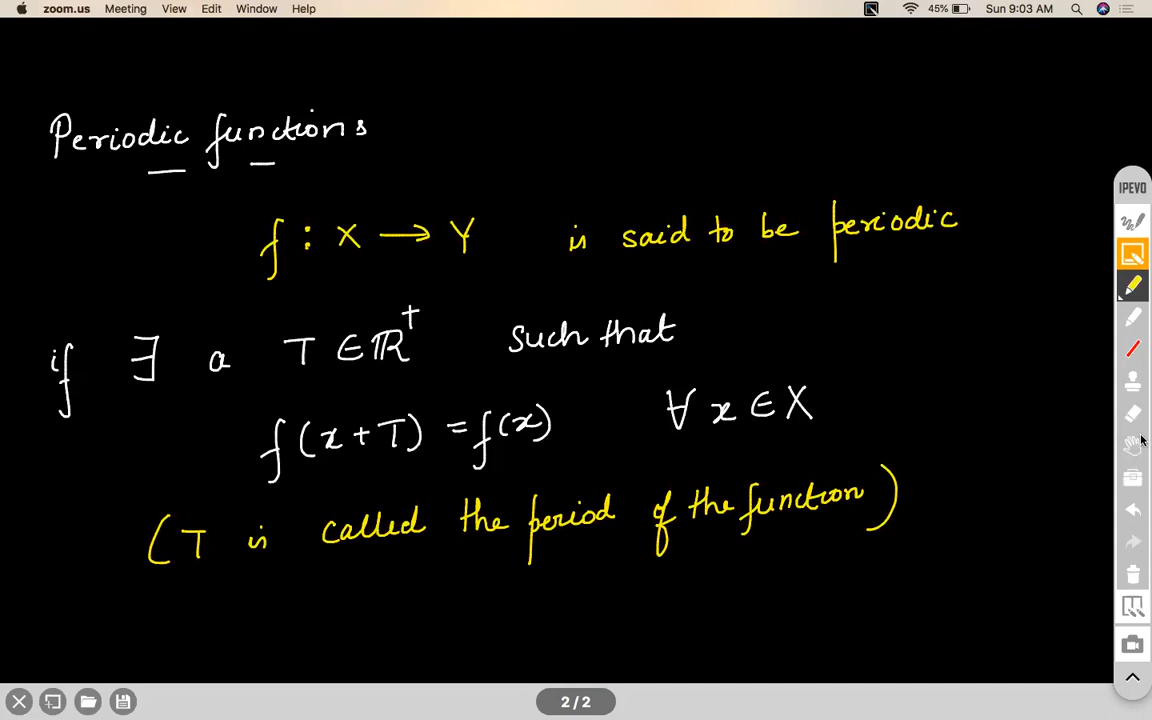 zoom.us Meeting View Edit Window Help 45% Sun 9:03 AM
Periodic functions
IPEVO
f : X → Y is said to be periodic
if ∃ a T ∈ ℝ⁺ such that
f(x+T) = f(x) ∀ x ∈ X
(T is called the period of the function)
2/2